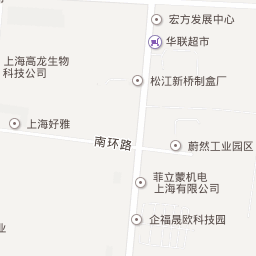 宏方发展中心
华联超市
上海高龙生物
科技公司
松江新桥制盒厂
上海好雅
南环路
蔚然工业园区
菲立蒙机电
上海有限公司
企福晟欧科技园
业